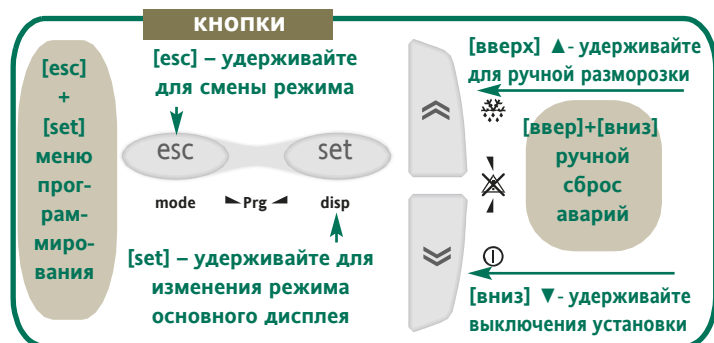 КНОПКИ
[esc]
+
[set]
меню
прог-
рам-
миро-
вания
[esc] – удерживайте
для смены режима
esc
set
mode
Prg
disp
[set] – удерживайте для
изменения режима
основного дисплея
[вверх] ▲- удерживайте
для ручной разморозки
[ввер]+[вниз]
ручной
сброс
аварий
[вниз] ▼- удерживайте
выключения установки